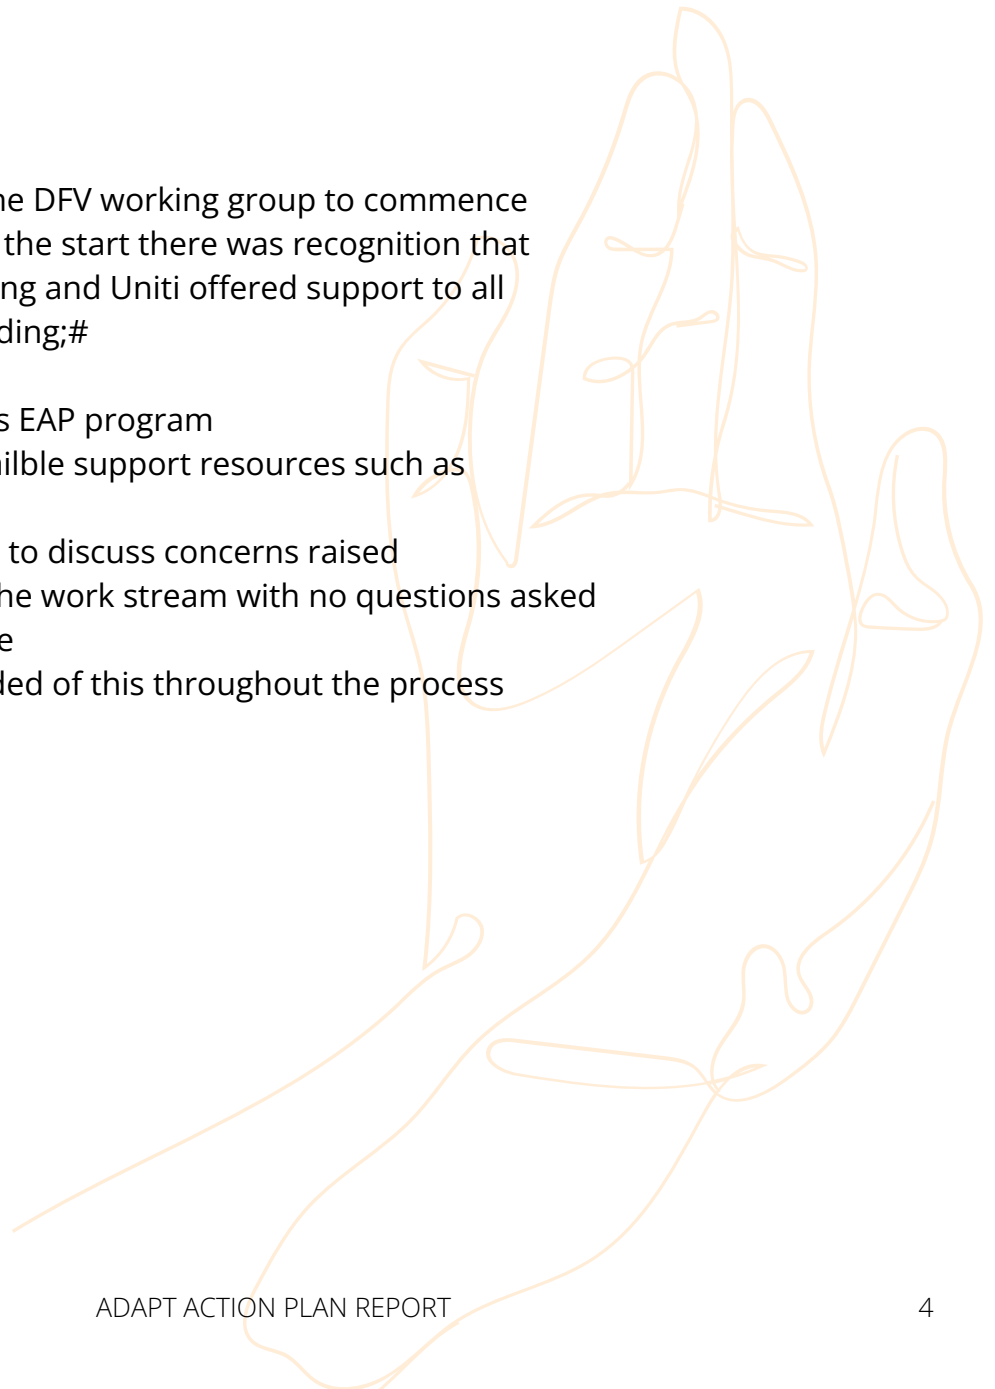 he DFV working group to commence
the start there was recognition that
ng and Uniti offered support to all
ding;#
s EAP program
ailble support resources such as
to discuss concerns raised
he work stream with no questions asked
e
ded of this throughout the process
ADAPT ACTION PLAN REPORT
4